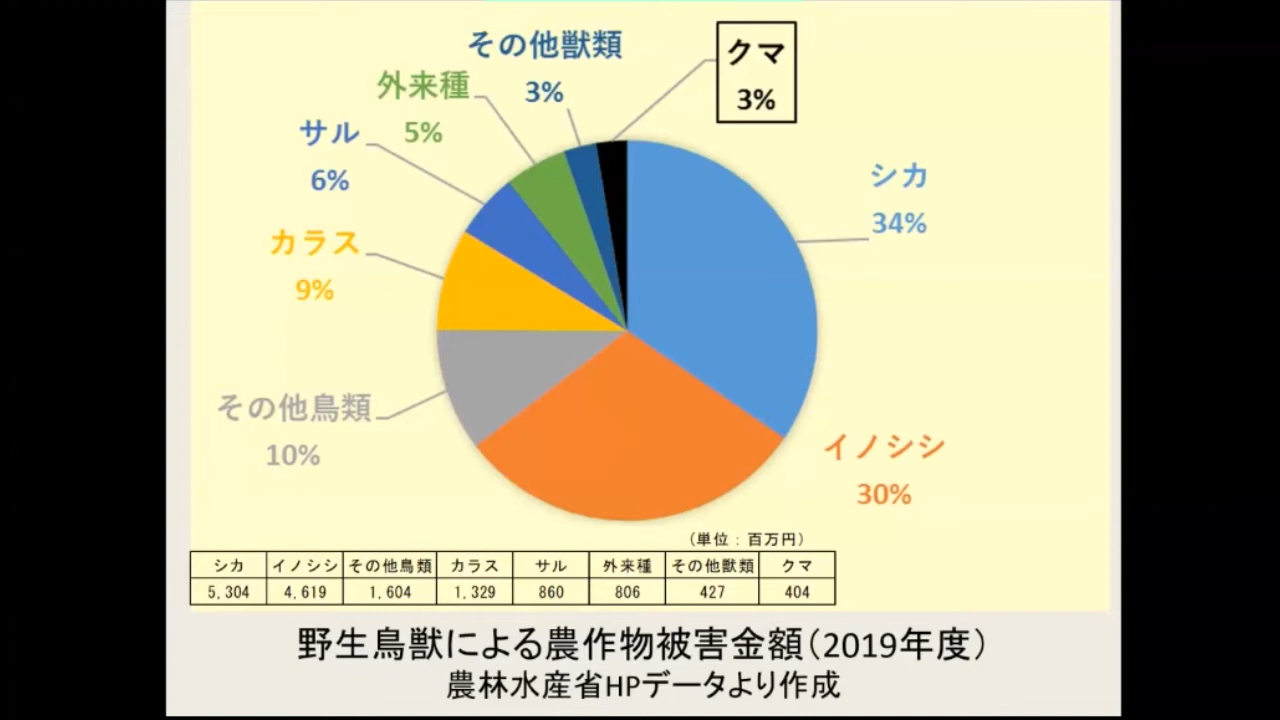 その他獣類
3%
クマ
3%
外来種
5%
サル
6%
シカ
34%
カラス
9%
その他鳥類
10%
イノシシ
30%
（単位：百万円）
シカ イノシシ その他鳥類 カラス サル 外来種 その他獣類 クマ
5,304 4,619 1,604 1,329 860 806 427 404
野生鳥獣による農作物被害金額（2019年度）
農林水産省HPデータより作成